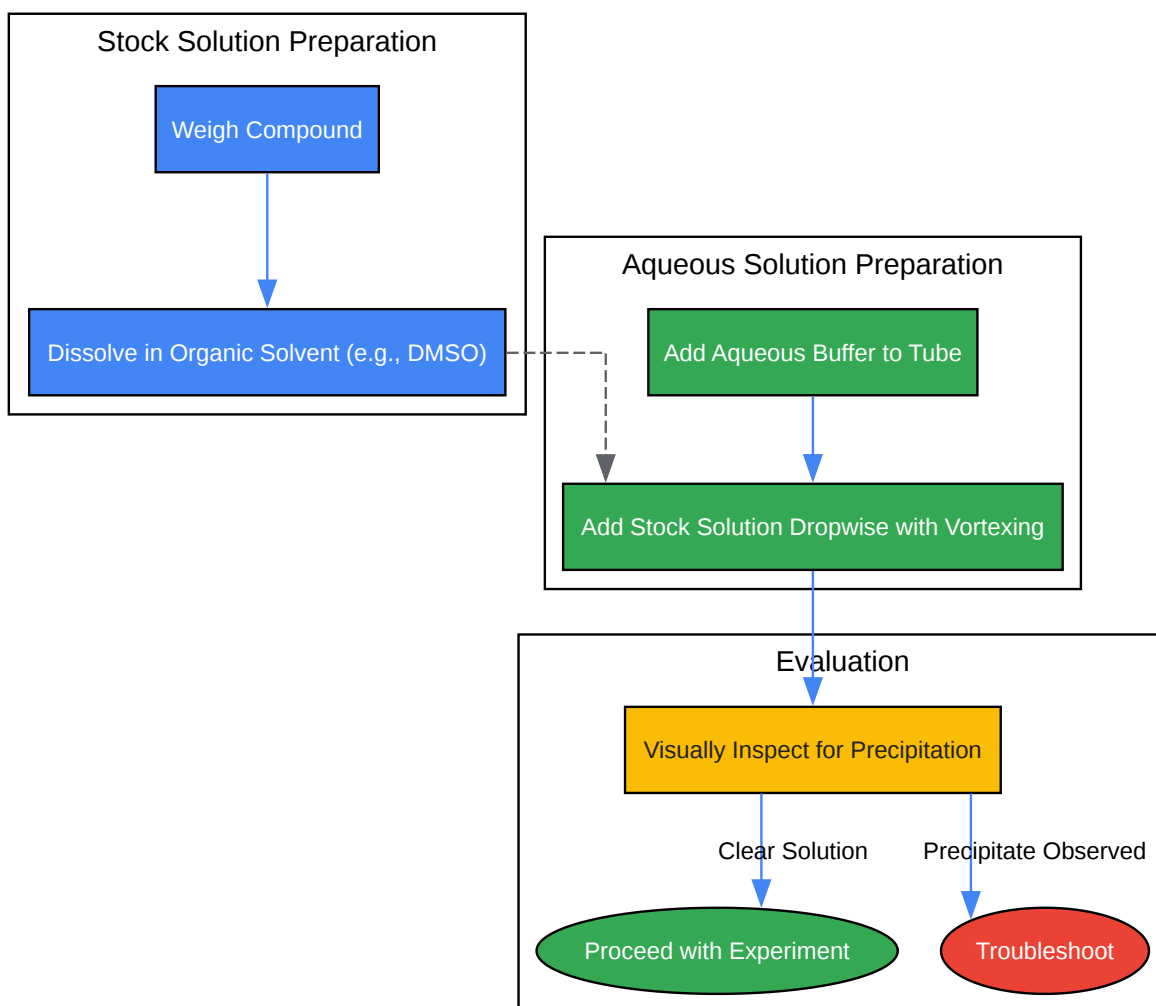 Stock Solution Preparation
Weigh Compound
Dissolve in Organic Solvent (e.g., DMSO)
Aqueous Solution Preparation
Add Aqueous Buffer to Tube
Add Stock Solution Dropwise with Vortexing
Evaluation
Visually Inspect for Precipitation
Clear Solution
Precipitate Observed
Proceed with Experiment
Troubleshoot